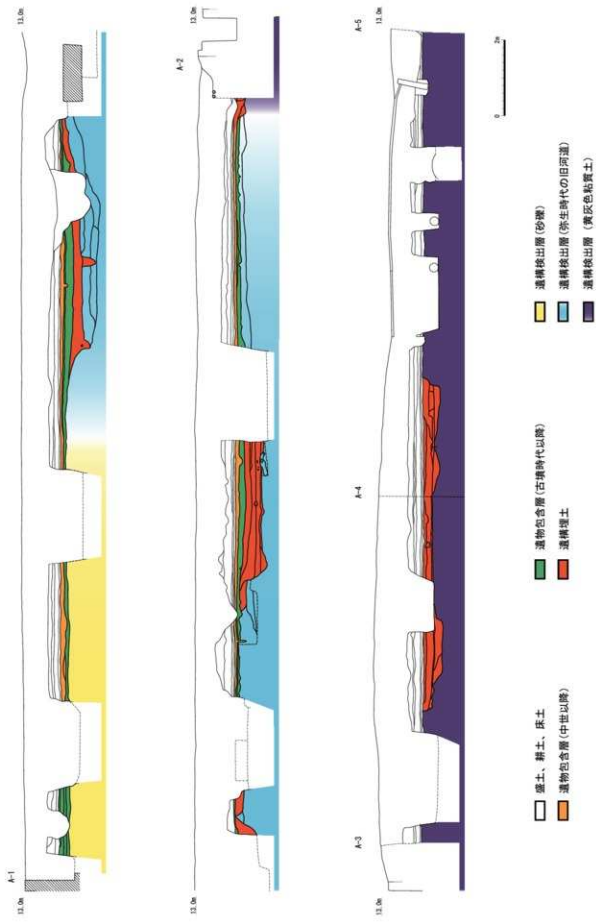 13.0m
13.0m
A-1
13.0m
13.0m
A-2
13.0m
13.0m
A-3
A-4
A-5
0
2m
盛土、耕土、床土
遺物包含層(中世以降)
遺物包含層(古墳時代以降)
遺構埋土
遺構検出層(砂礫)
遺構検出層(弥生時代の旧河道)
遺構検出層(黄灰色粘質土)